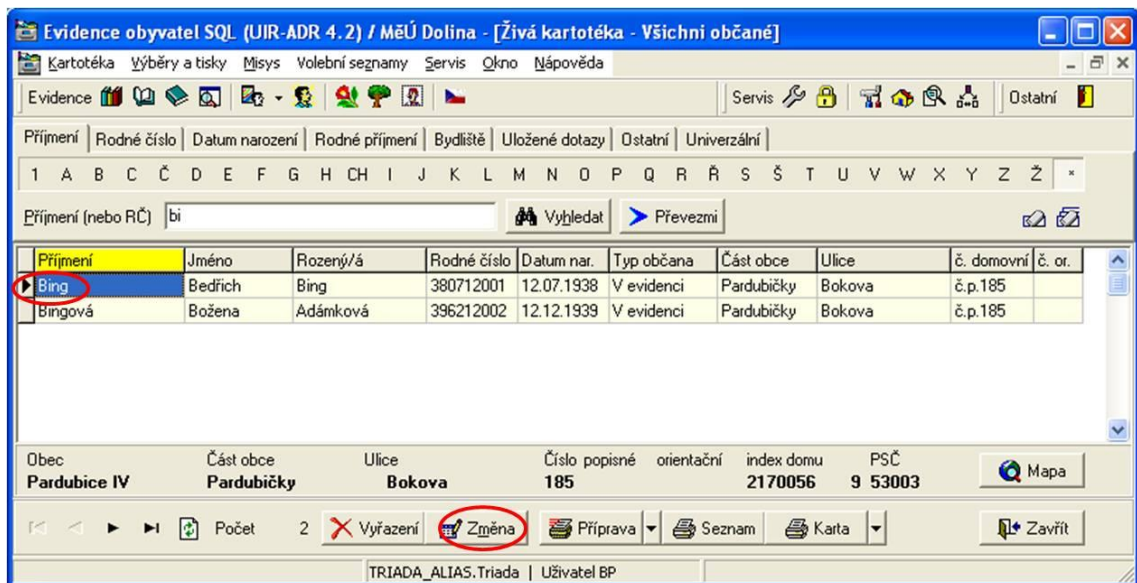 Evidence obyvatel SQL (UIR-ADR 4.2) / MěÚ Dolina - [Živá kartotéka - Všichni občané]
Kartotéka Výběry a tisky Misys Volební seznamy Servis Okno Nápověda
Evidence Servis Ostatní
Příjmení Rodné číslo Datum narození Rodné příjmení Bydliště Uložené dotazy Ostatní Univerzální
1 A B C Č D E F G H CH I J K L M N O P Q R Ř S Š T U V W X Y Z Ž *
Příjmení (nebo RČ) bi Vyhledat Převezmi
Příjmení Jméno Rozený/á Rodné číslo Datum nar. Typ občana Část obce Ulice č. domovní č. or.
Bing Bedřich Bing 380712001 12.07.1938 V evidenci Pardubičky Bokova č.p.185
Bingová Božena Adámková 396212002 12.12.1939 V evidenci Pardubičky Bokova č.p.185
Obec Část obce Ulice Číslo popisné orientační index domu PSČ
Pardubice IV Pardubičky Bokova 185 2170056 9 53003 Mapa
Počet 2 Vyřazení Změna Příprava Seznam Karta Zavřít
TRIADA_ALIAS.Triada | Uživatel BP